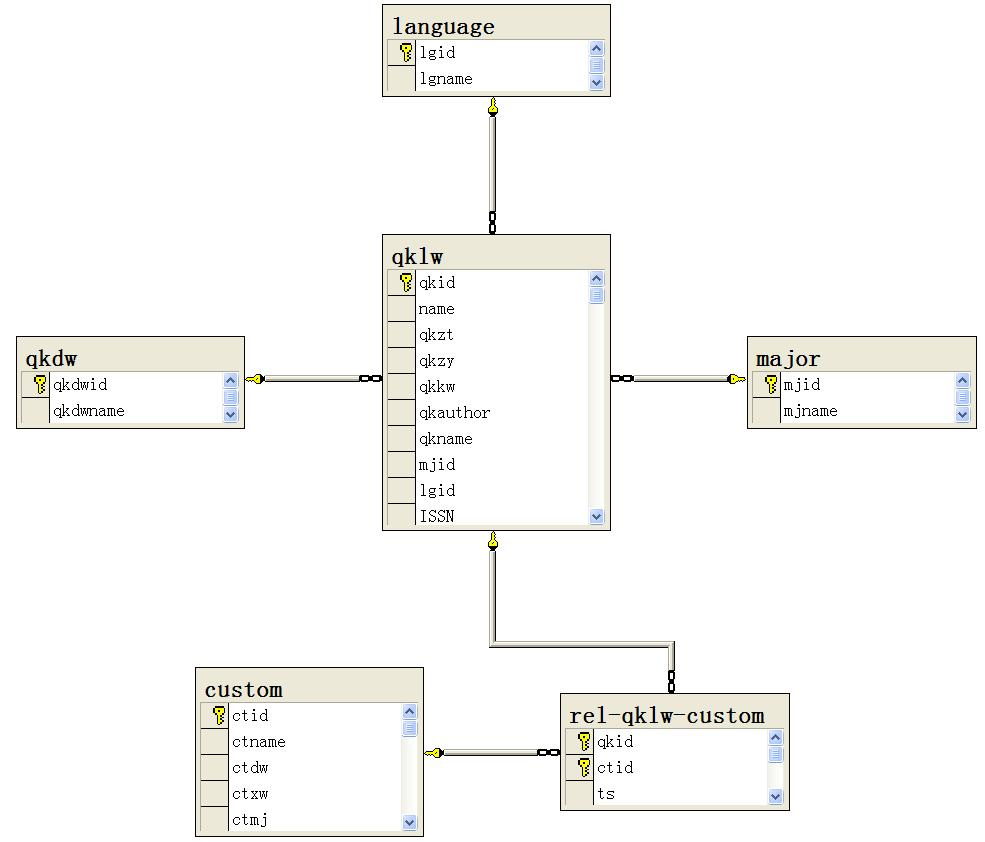 language
lgid
lgname
qklw
qkid
name
qkzt
qkzy
qkkw
qkauthor
qkname
mjid
lgid
ISSN
qkdw
qkdwid
qkdwname
major
mjid
mjname
custom
ctid
ctname
ctdw
ctxw
ctmj
rel-qklw-custom
qkid
ctid
ts